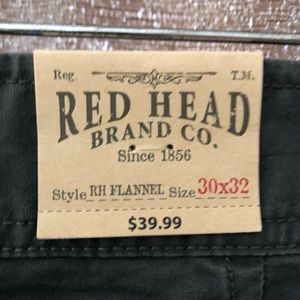 Reg. T.M.
RED HEAD
BRAND CO.
Since 1856
Style RH FLANNEL Size 30x32
$39.99